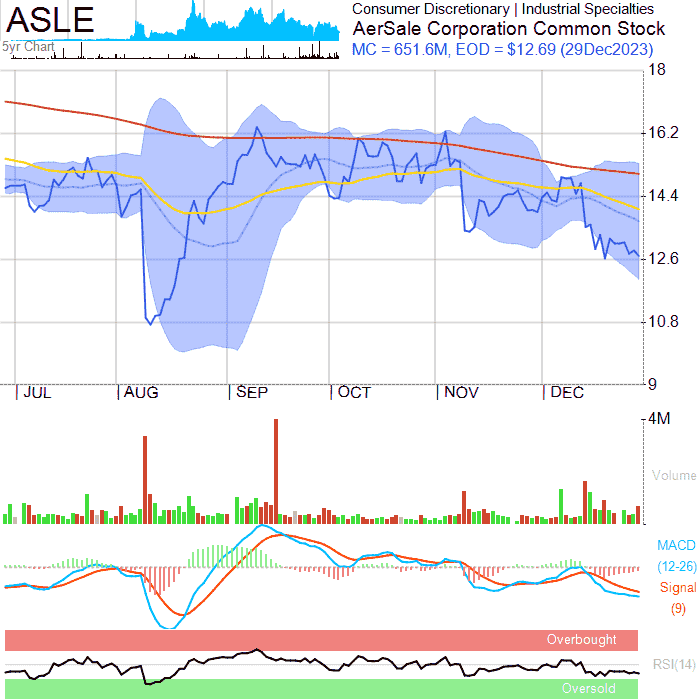 ASLE
5yr Chart
Consumer Discretionary | Industrial Specialties
AerSale Corporation Common Stock
MC = 651.6M, EOD = $12.69 (29Dec2023)
18
16.2
14.4
12.6
10.8
9
JUL AUG SEP OCT NOV DEC
4M
Volume
MACD
(12-26)
Signal
(9)
Overbought
RSI(14)
Oversold